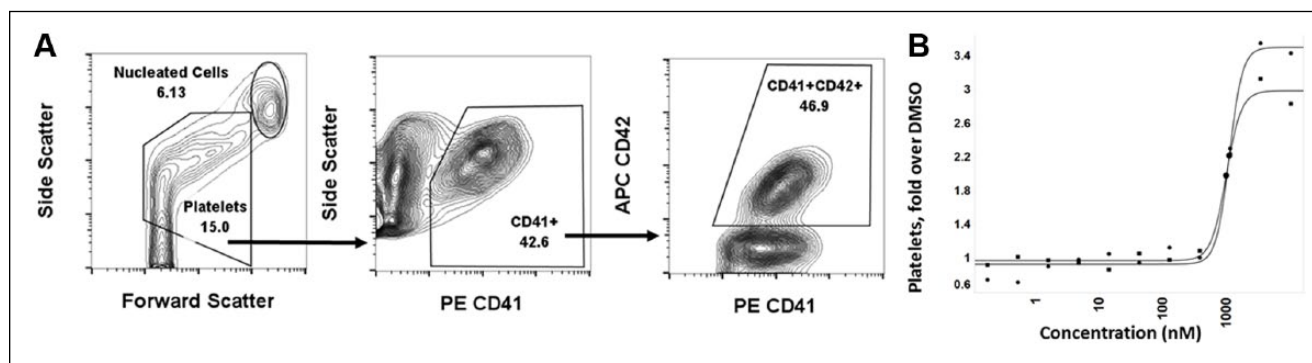 A
Side Scatter
Nucleated Cells
6.13
Platelets
15.0
Forward Scatter
Side Scatter
CD41+
42.6
PE CD41
APC CD42
CD41+CD42+
46.9
PE CD41
B
Platelets, fold over DMSO
3.4
3
2.6
2.2
1.8
1.4
1
0.6
1
10
100
1000
Concentration (nM)